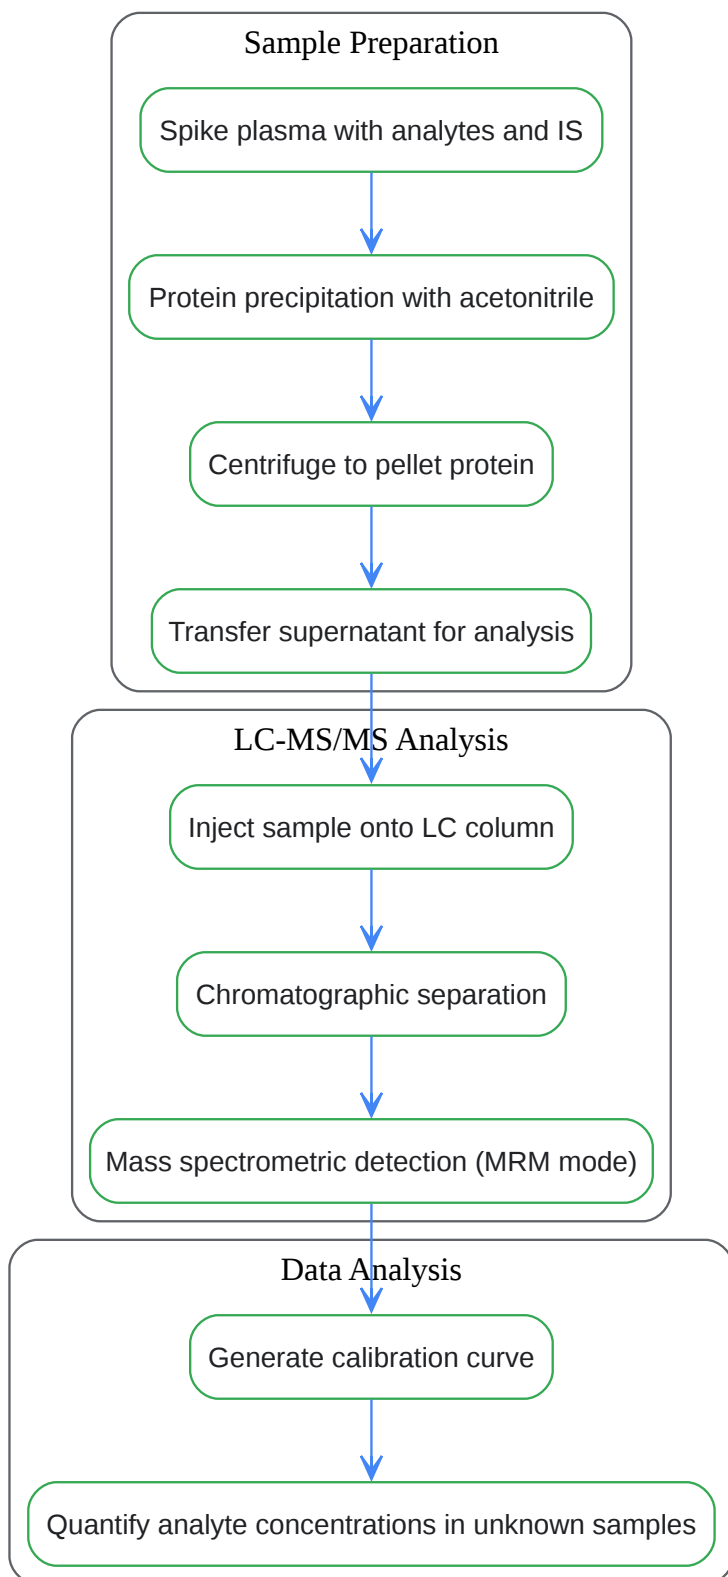 Sample Preparation
Spike plasma with analytes and IS
Protein precipitation with acetonitrile
Centrifuge to pellet protein
Transfer supernatant for analysis
LC-MS/MS Analysis
Inject sample onto LC column
Chromatographic separation
Mass spectrometric detection (MRM mode)
Data Analysis
Generate calibration curve
Quantify analyte concentrations in unknown samples